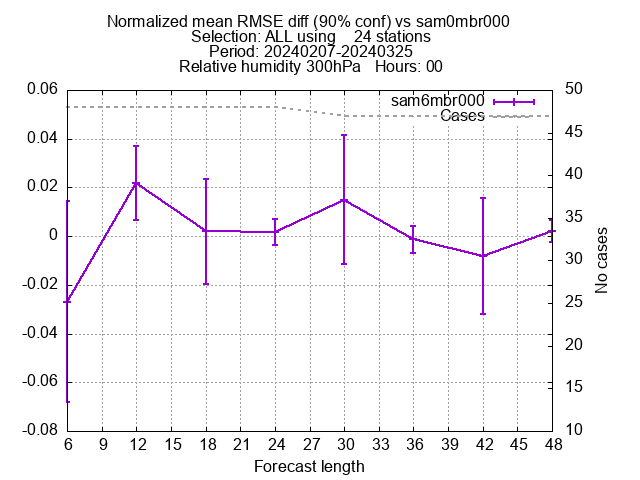 Normalized mean RMSE diff (90% conf) vs sam0mbr000
Selection: ALL using    24 stations
Period: 20240207-20240325
Relative humidity 300hPa   Hours: 00
sam6mbr000
Cases
0.06
0.04
0.02
0
-0.02
-0.04
-0.06
-0.08
50
45
40
35
30
25
20
15
10
No cases
6 9 12 15 18 21 24 27 30 33 36 39 42 45 48
Forecast length